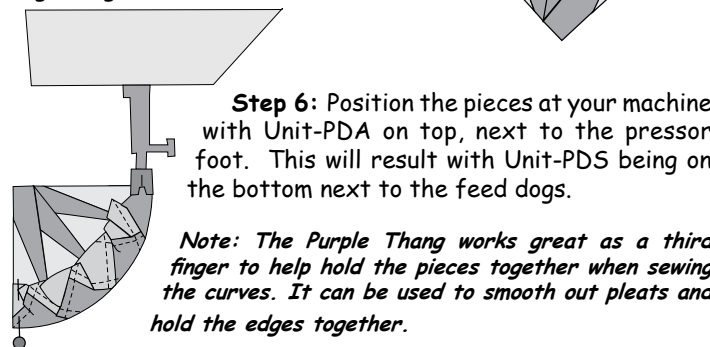 Step 6: Position the pieces at your machine
with Unit-PDA on top, next to the pressor
foot. This will result with Unit-PDS being on
the bottom next to the feed dogs.
Note: The Purple Thang works great as a third
finger to help hold the pieces together when sewing
the curves. It can be used to smooth out pleats and
hold the edges together.